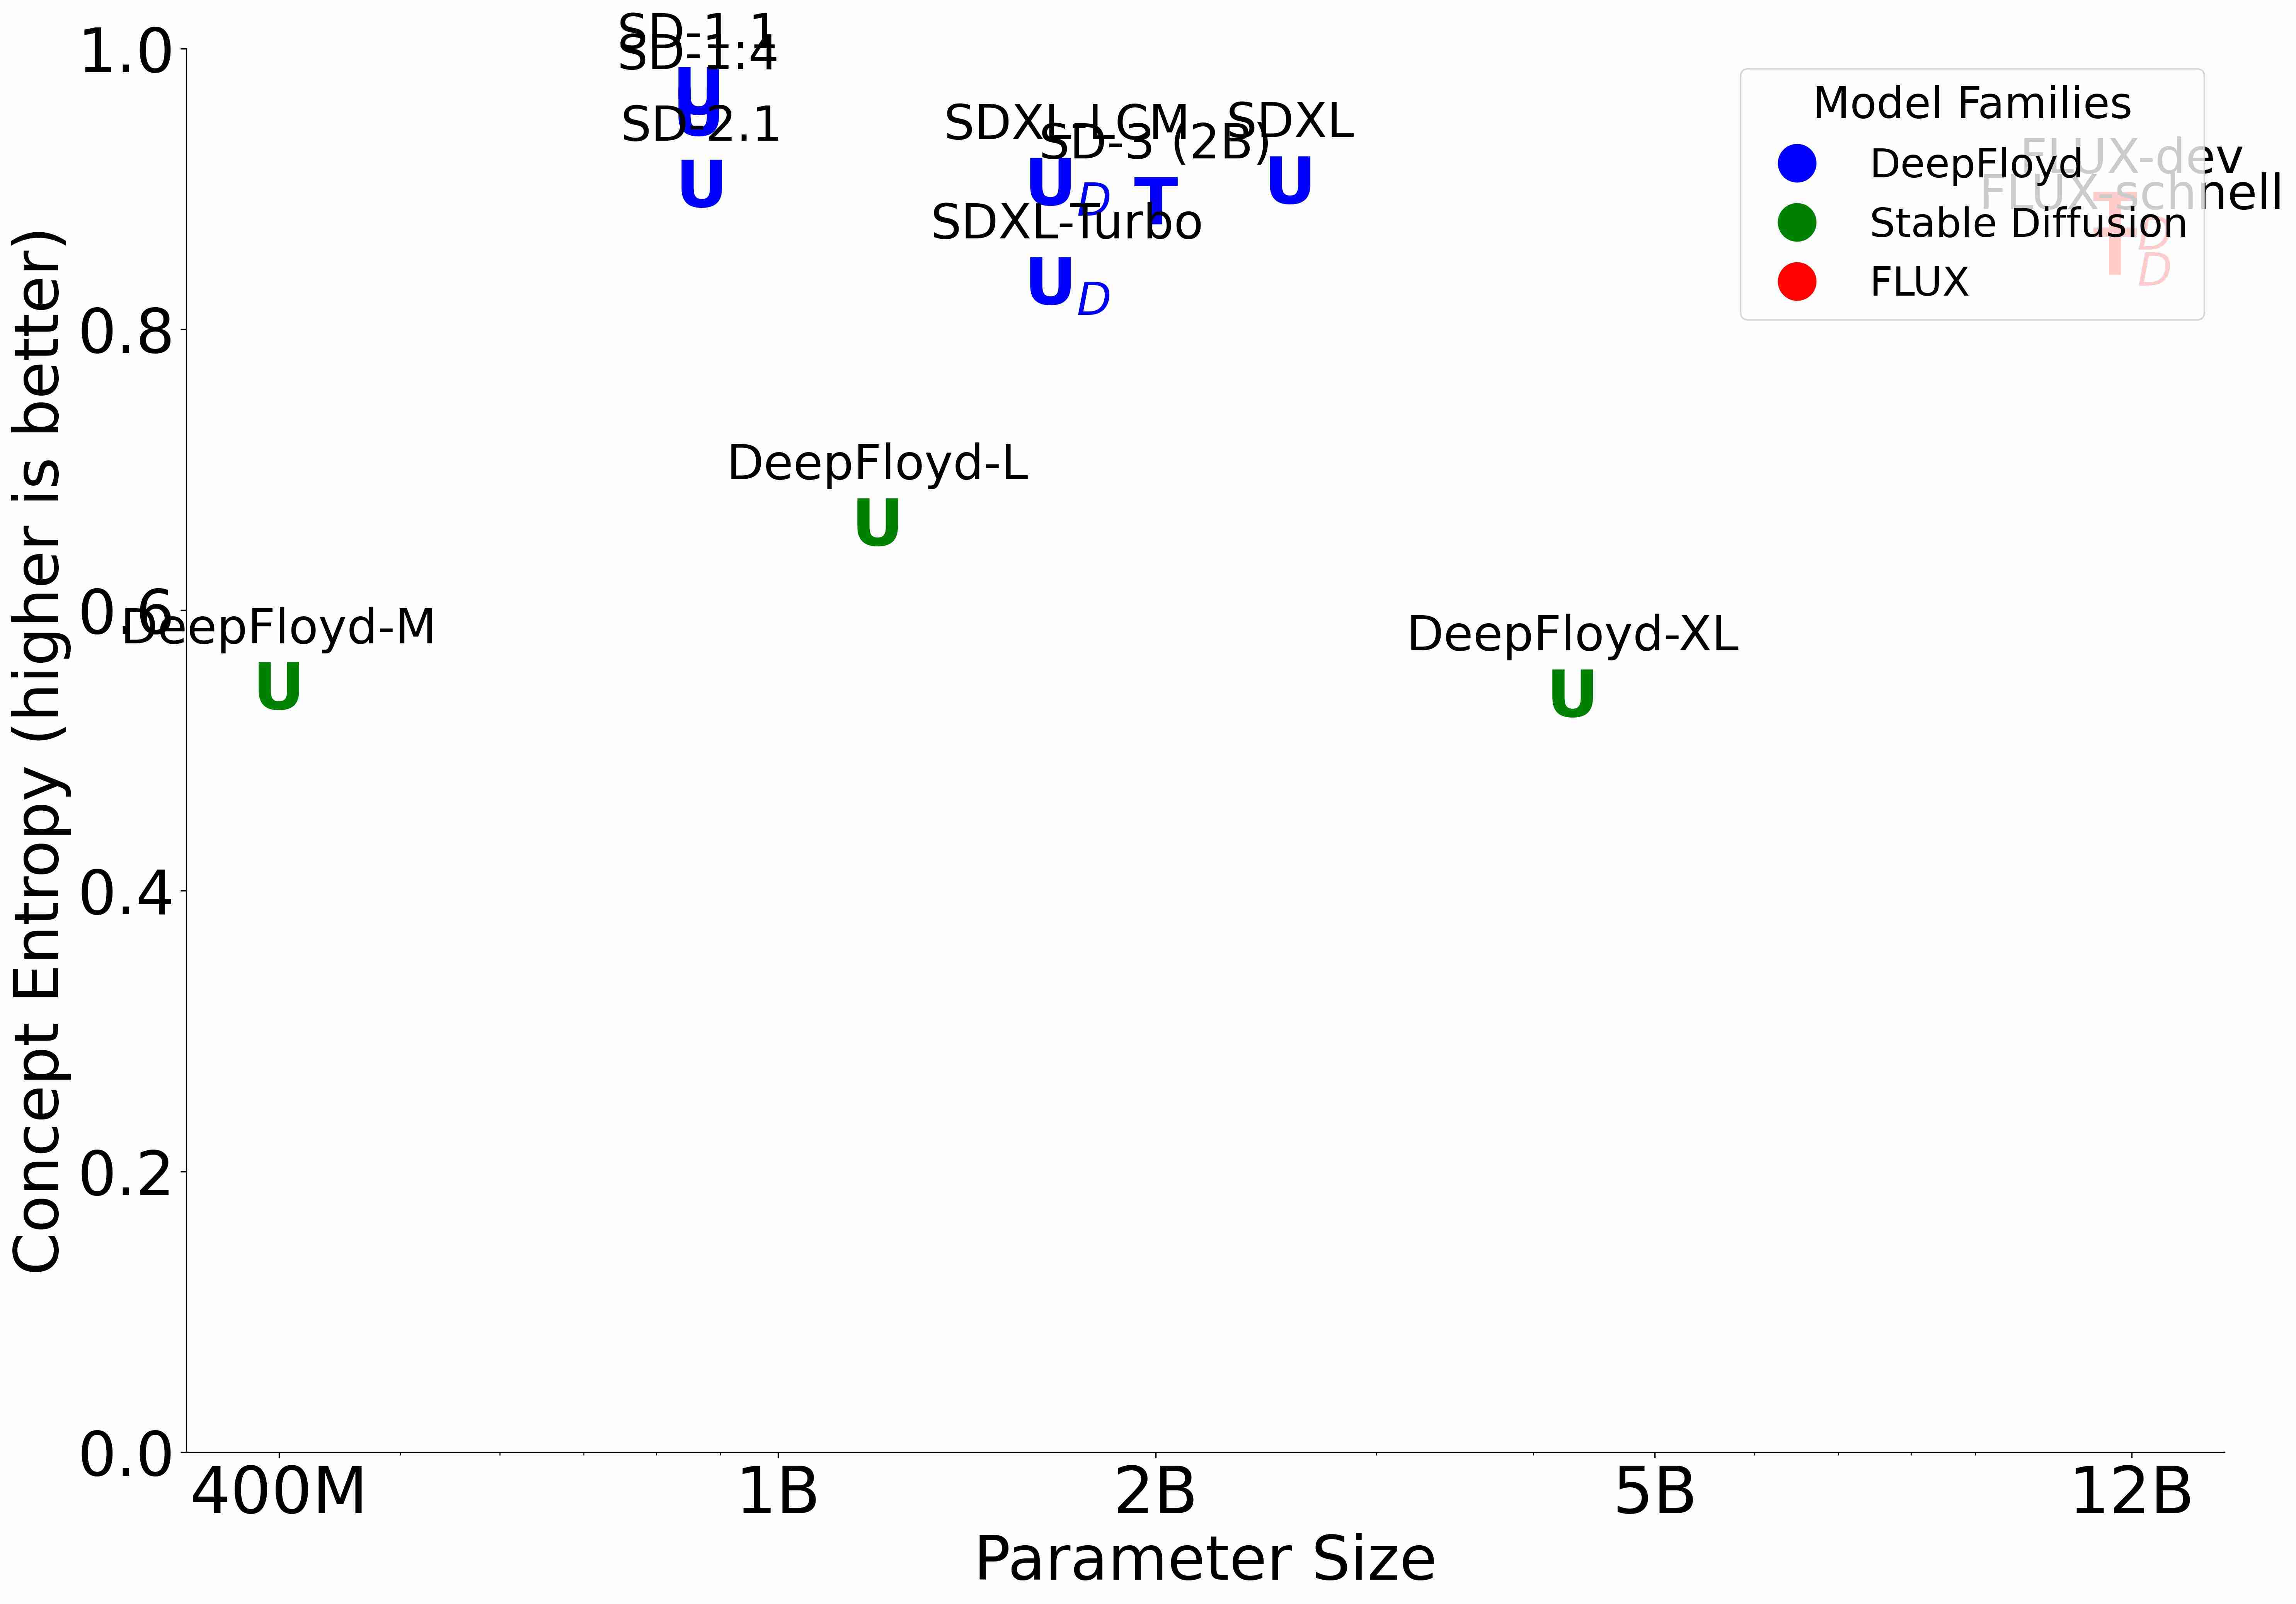 SD-1.1
SD-1.4
U
U
SD-2.1
U
SDXL-LCM
SD-3 (2B)
SDXL
U D
T
U
SDXL-Turbo
U D
Model Families
DeepFloyd
Stable Diffusion
FLUX
FLUX-dev
FLUX-schnell
T D
T D
DeepFloyd-L
U
DeepFloyd-M
U
DeepFloyd-XL
U
Concept Entropy (higher is better)
1.0
0.8
0.6
0.4
0.2
0.0
400M
1B
2B
5B
12B
Parameter Size